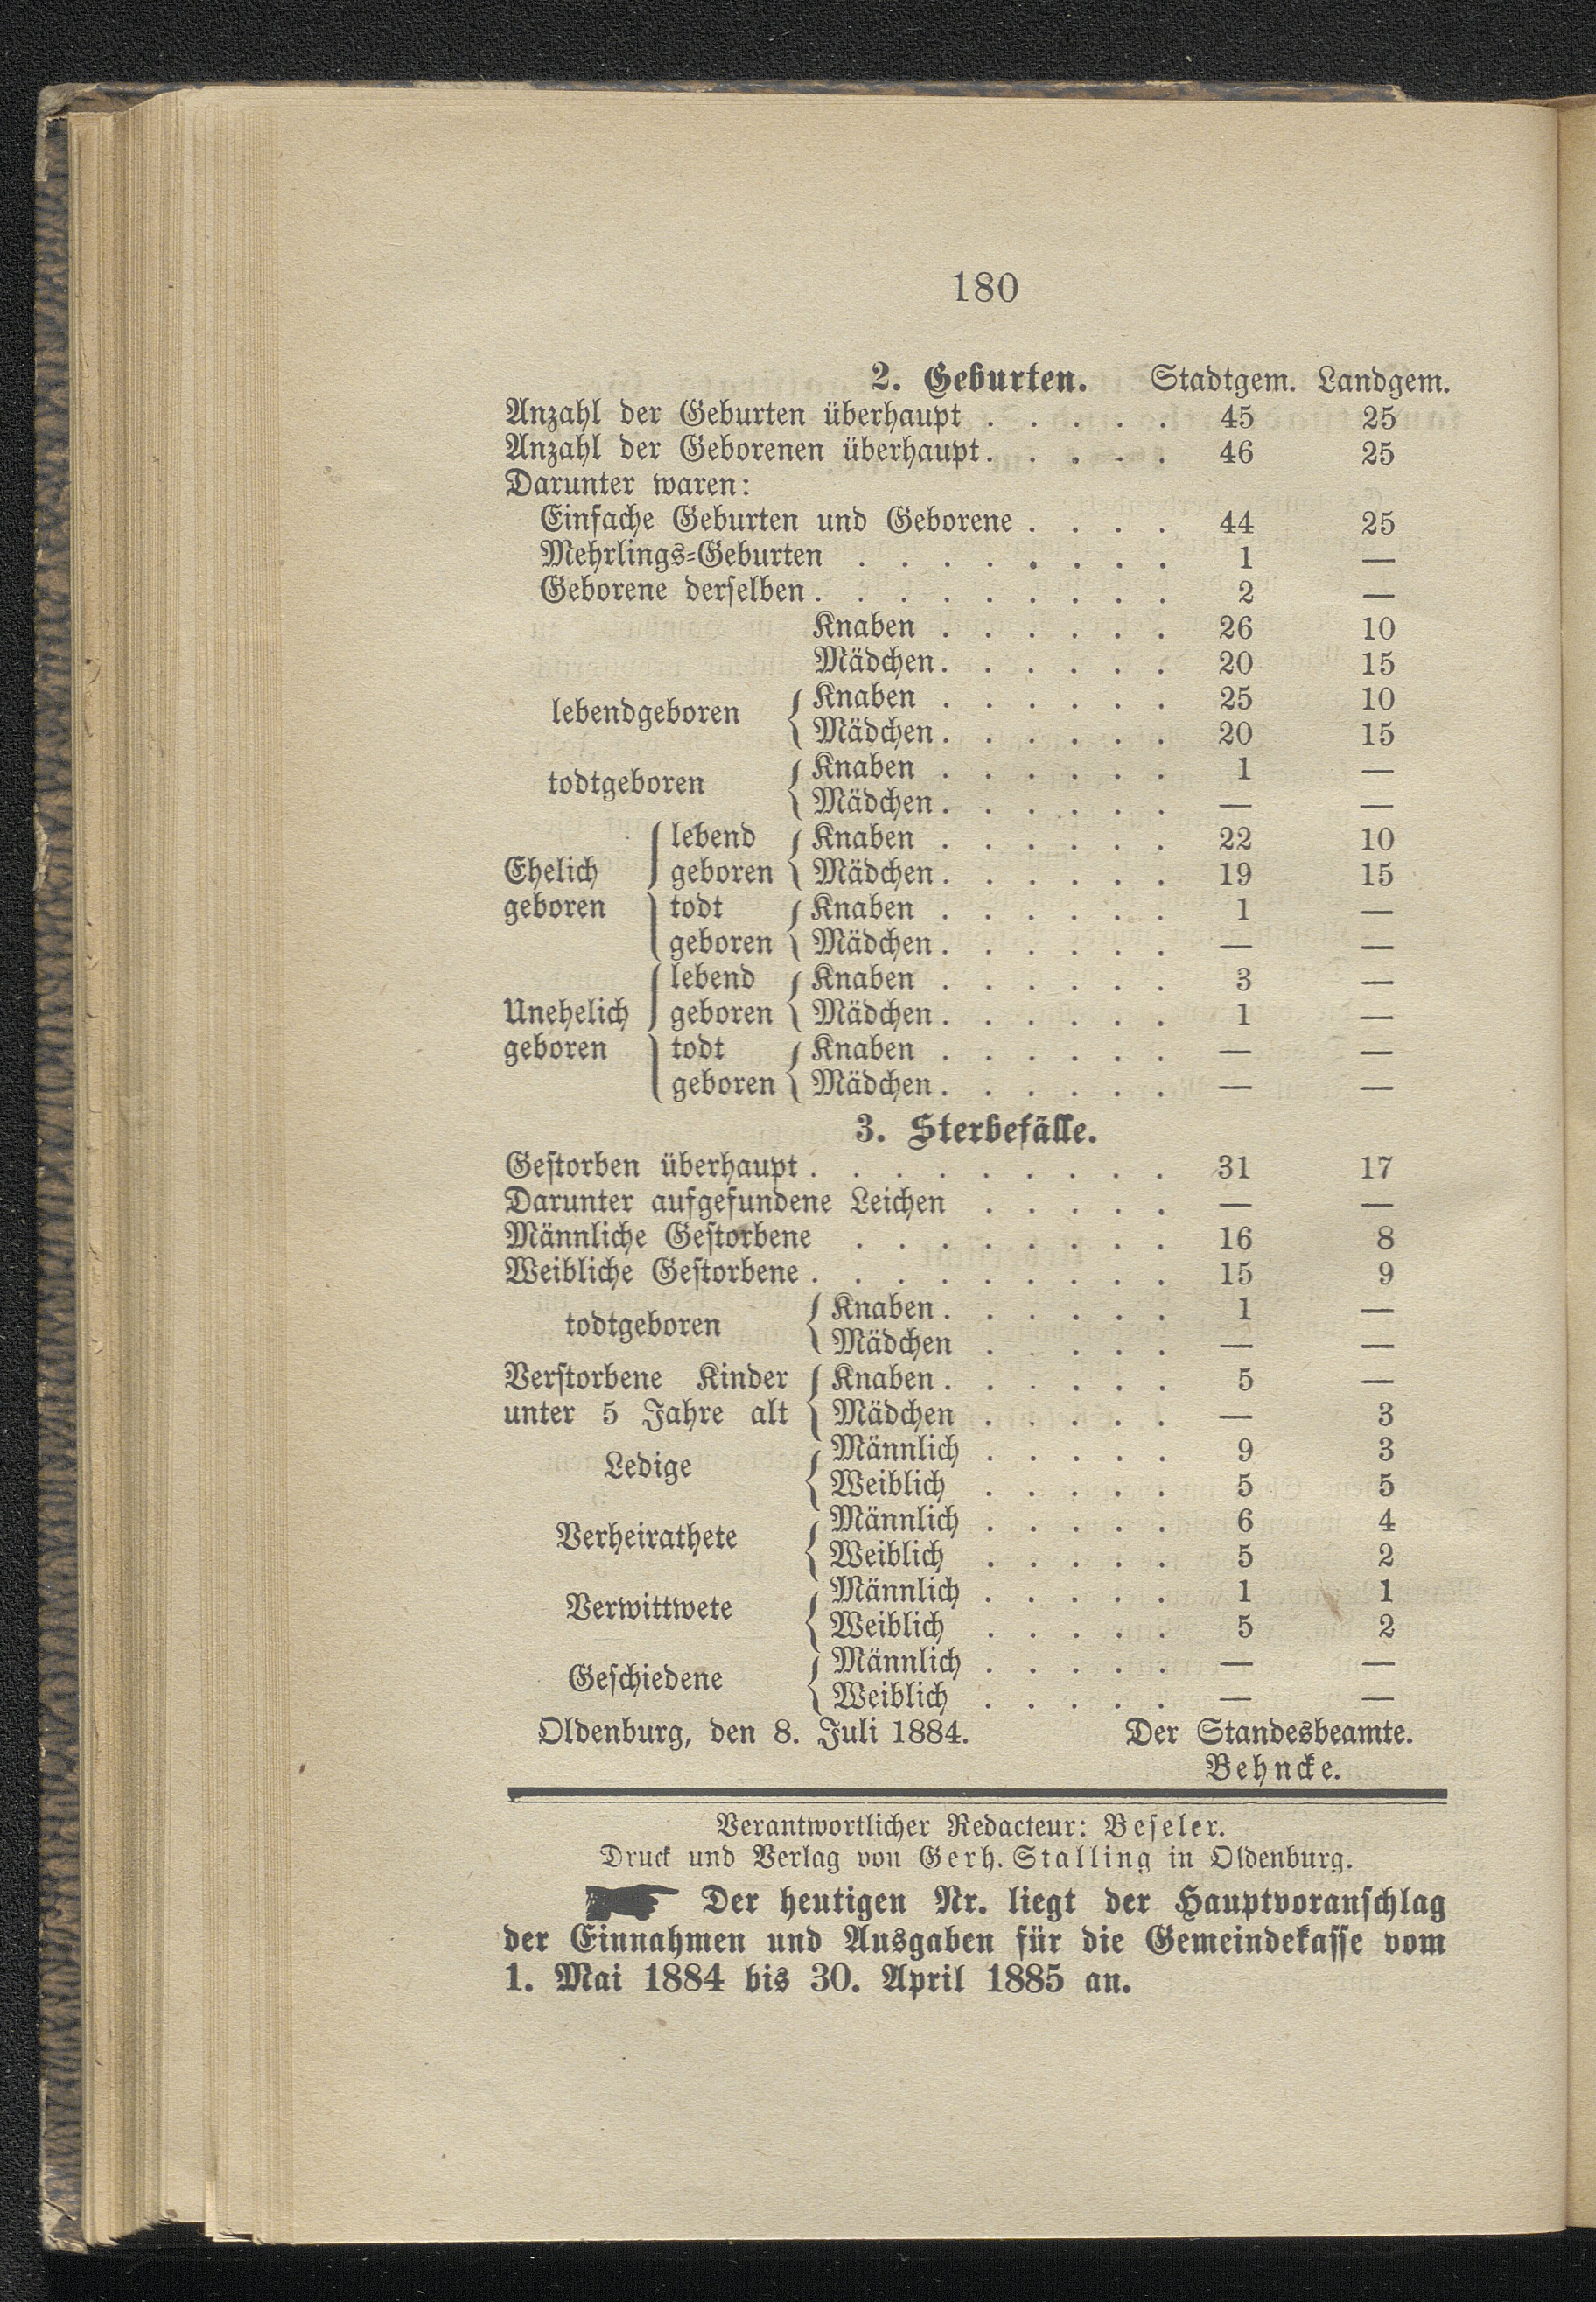 180
2. Geburten. Stadtgem. Landgem.
Anzahl der Geburten überhaupt . . . . . 45 25
Anzahl der Geborenen überhaupt. . . . . 46 25
Darunter waren:
Einfache Geburten und Geborene . . . . 44 25
Mehrlings-Geburten . . . . . . . . 1 —
Geborene derselben . . . . . . . . . 2 —
Knaben . . . . . . 26 10
Mädchen . . . . . . 20 15
lebendgeboren { Knaben . . . . . . 25 10
Mädchen . . . . . . 20 15
todtgeboren { Knaben . . . . . . 1 —
Mädchen . . . . . . — —
lebend { Knaben . . . . . . 22 10
Ehelich geboren Mädchen . . . . . . 19 15
geboren todt { Knaben . . . . . . 1 —
geboren Mädchen . . . . . . — —
lebend { Knaben . . . . . . 3 —
Unehelich geboren Mädchen . . . . . . 1 —
geboren todt { Knaben . . . . . . — —
geboren Mädchen . . . . . . — —
3. Sterbefälle.
Gestorben überhaupt . . . . . . . . . 31 17
Darunter aufgefundene Leichen . . . . . — —
Männliche Gestorbene . . . . . . . . 16 8
Weibliche Gestorbene . . . . . . . . . 15 9
todtgeboren { Knaben . . . . . . 1 —
Mädchen . . . . . — —
Verstorbene Kinder { Knaben . . . . . . 5 —
unter 5 Jahre alt Mädchen . . . . . — 3
Ledige { Männlich . . . . . 9 3
Weiblich . . . . . 5 5
Verheirathete { Männlich . . . . . 6 4
Weiblich . . . . . 5 2
Verwittwete { Männlich . . . . . 1 1
Weiblich . . . . . 5 2
Geschiedene { Männlich . . . . . — —
Weiblich . . . . . — —
Oldenburg, den 8. Juli 1884. Der Standesbeamte.
Behncke.
Verantwortlicher Redacteur: Beseler.
Druck und Verlag von Gerh. Stalling in Oldenburg.
Der heutigen Nr. liegt der Hauptvoranschlag
der Einnahmen und Ausgaben für die Gemeindekasse vom
1. Mai 1884 bis 30. April 1885 an.